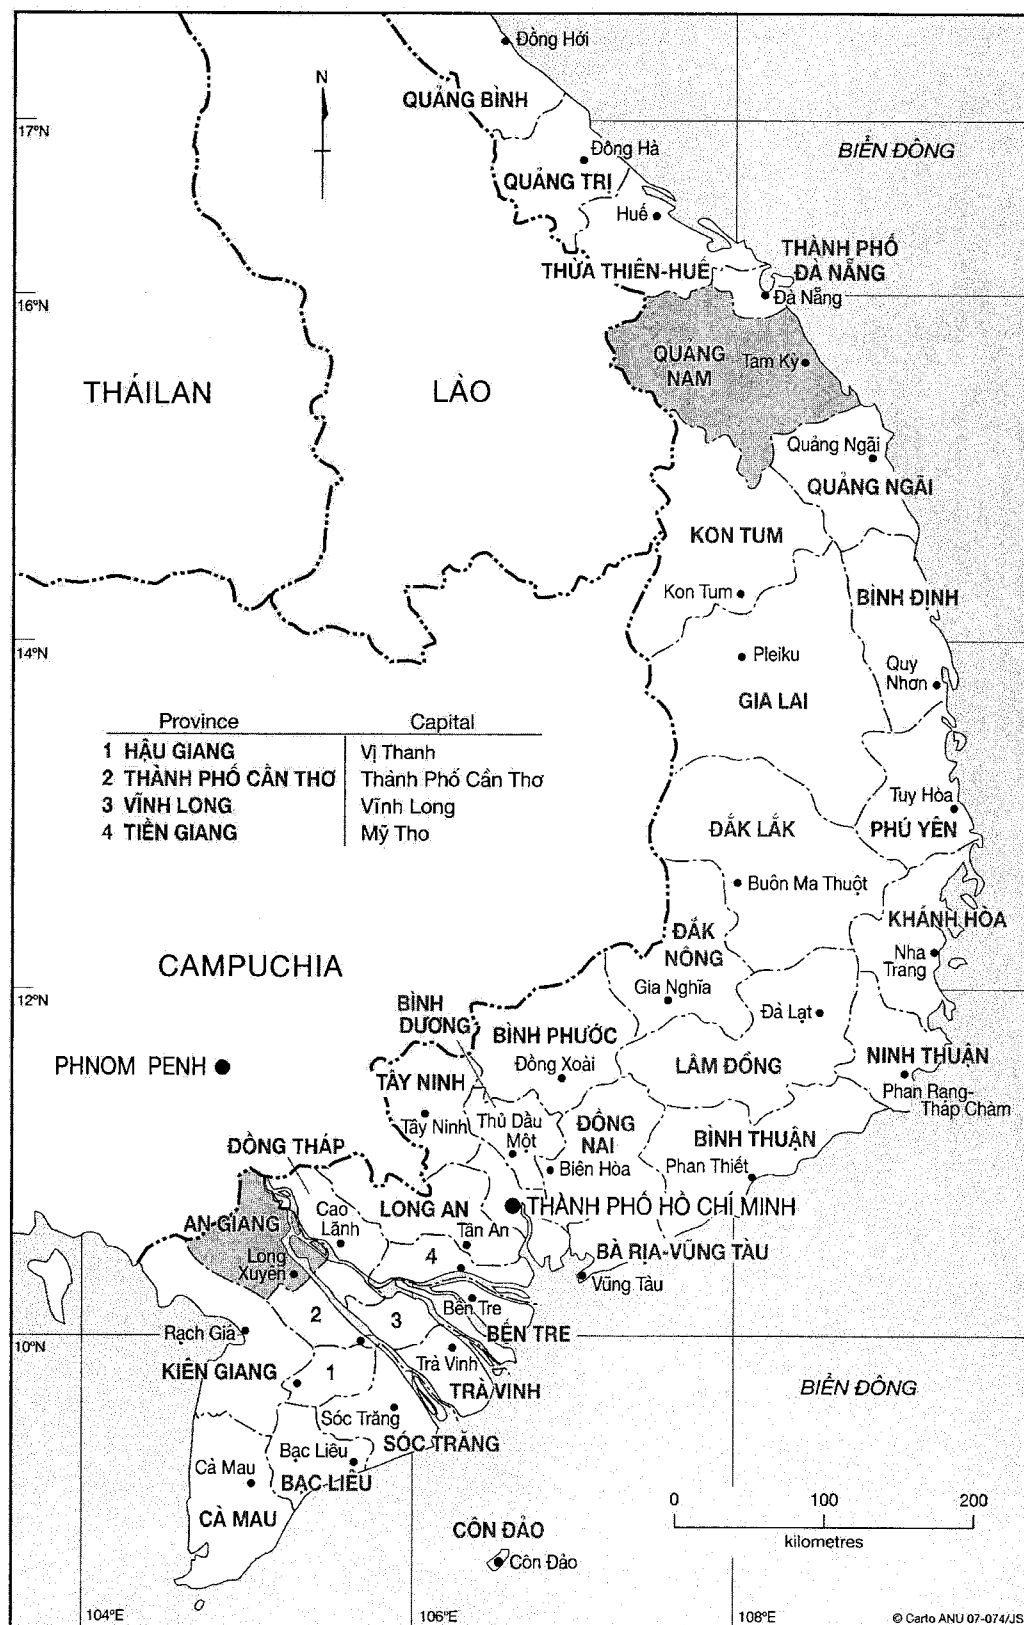 Đồng Hới
N
QUẢNG BÌNH
17ºN
BIỂN ĐÔNG
Đông Hà
QUẢNG TRỊ
Huế
THÀNH PHỐ
ĐÀ NẴNG
THỪA THIÊN-HUẾ
Đà Nẵng
16ºN
QUẢNG
NAM
Tam Kỳ
THÁILAN
LÀO
Quảng Ngãi
QUẢNG NGÃI
KON TUM
Kon Tum
BÌNH ĐỊNH
14ºN
Pleiku
Quy
Nhơn
GIA LAI
Province Capital
1 HẬU GIANG Vị Thanh
2 THÀNH PHỐ CẦN THƠ Thành Phố Cần Thơ
3 VĨNH LONG Vĩnh Long
4 TIỀN GIANG Mỹ Tho
Tuy Hòa
ĐẮK LẮK
PHÚ YÊN
Buôn Ma Thuột
KHÁNH HÒA
ĐẮK
NÔNG
Nha
Trang
CAMPUCHIA
Gia Nghĩa
12ºN
BÌNH
DƯƠNG
Đà Lạt
BÌNH PHƯỚC
Đồng Xoài
LÂM ĐỒNG
NINH THUẬN
PHNOM PENH
TÂY NINH
Phan Rang-
Tháp Chàm
Tây Ninh
Thủ Dầu
Một
ĐỒNG
NAI
BÌNH THUẬN
ĐỒNG THÁP
Biên Hòa
Phan Thiết
AN GIANG
Cao
Lãnh
LONG AN
THÀNH PHỐ HỒ CHÍ MINH
Tân An
Long
Xuyên
4
BÀ RỊA-VŨNG TÀU
Vũng Tàu
2
3
Bến Tre
BẾN TRE
Rạch Giá
10ºN
KIÊN GIANG
1
Trà Vinh
TRÀ VINH
BIỂN ĐÔNG
Sóc Trăng
SÓC TRĂNG
Bạc Liêu
BẠC LIÊU
Cà Mau
CÀ MAU
0 100 200
kilometres
CÔN ĐẢO
Côn Đảo
104ºE
106ºE
108ºE
© Carto ANU 07-074/JS